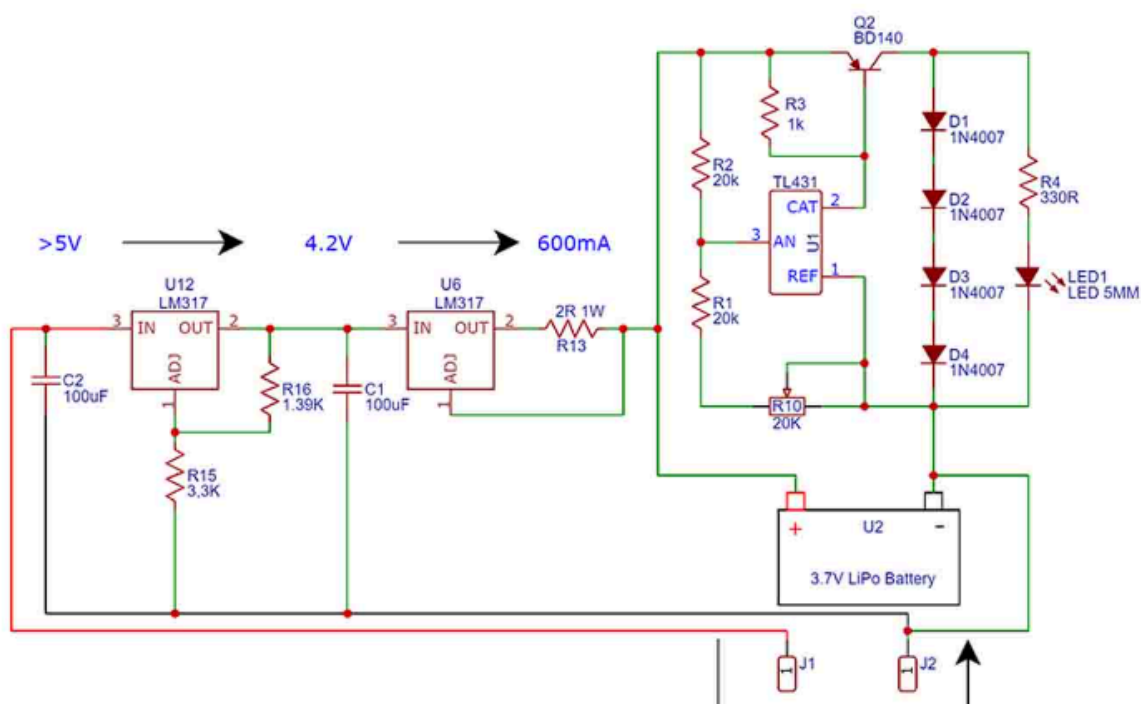 Q2
BD140
R3
1k
D1
1N4007
R2
20k
TL431
CAT 2
3 AN
U1
REF 1
D2
1N4007
R4
330R
>5V
4.2V
600mA
U12
LM317
U6
LM317
R1
20k
D3
1N4007
LED1
LED 5MM
3 IN OUT 2
ADJ
1
3 IN OUT 2
ADJ
1
2R 1W
R13
D4
1N4007
C2
100uF
R16
1.39K
C1
100uF
R10
20K
R15
3,3K
U2
+ -
3.7V LiPo Battery
1 J1
1 J2